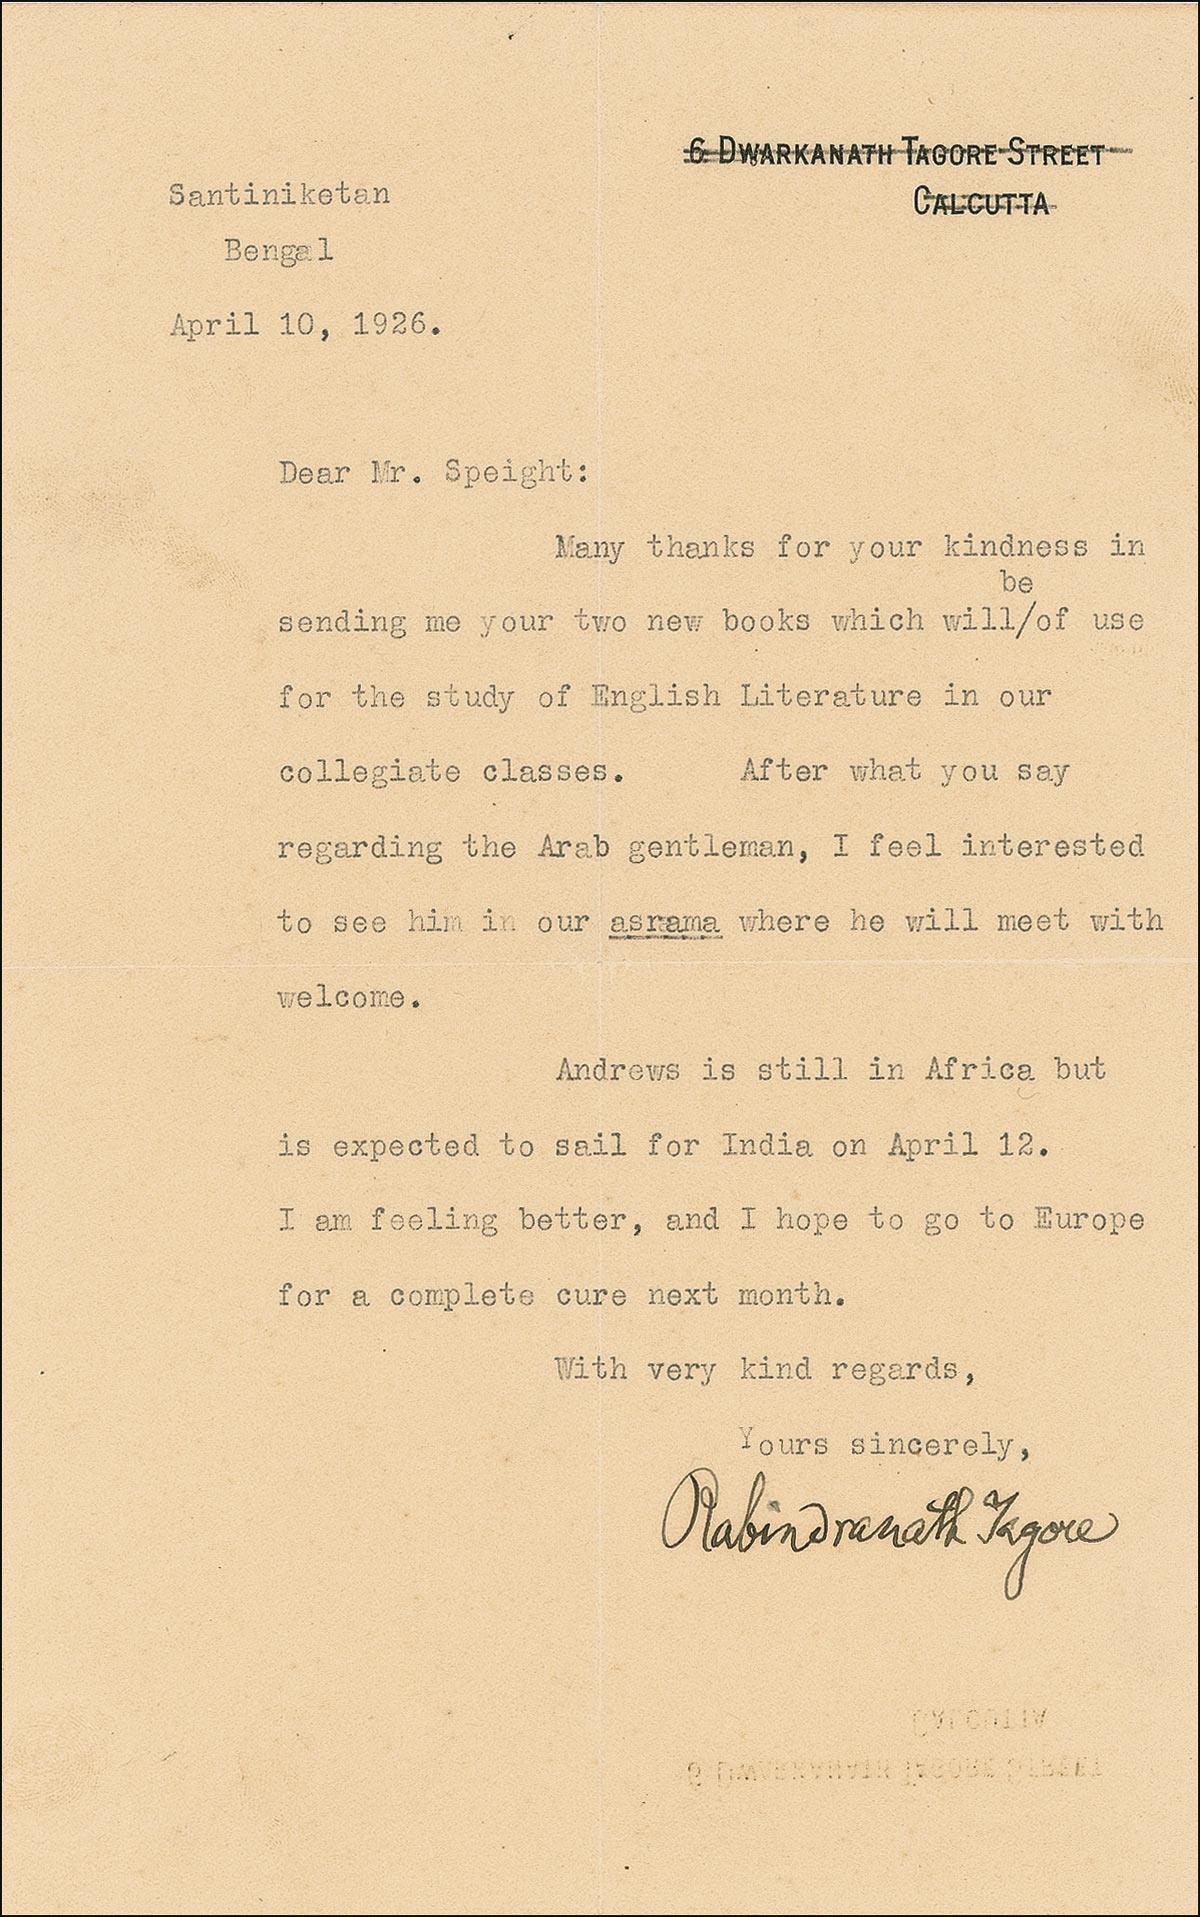 6 DWARKANATH TAGORE STREET
CALCUTTA
Santiniketan
Bengal
April 10, 1926.
Dear Mr. Speight:
Many thanks for your kindness in
be
sending me your two new books which will/of use
for the study of English Literature in our
collegiate classes. After what you say
regarding the Arab gentleman, I feel interested
to see him in our asrama where he will meet with
welcome.
Andrews is still in Africa but
is expected to sail for India on April 12.
I am feeling better, and I hope to go to Europe
for a complete cure next month.
With very kind regards,
Yours sincerely,
Rabindranath Tagore